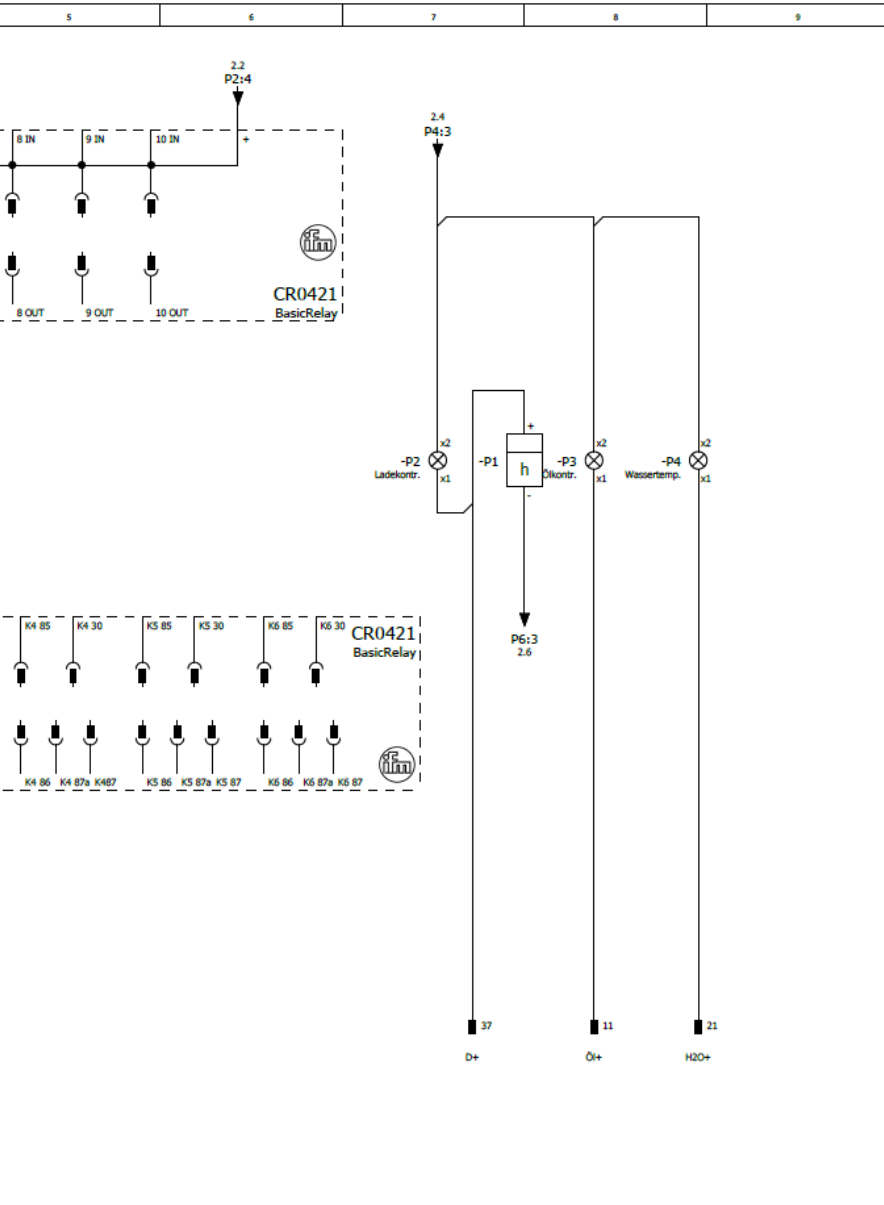 5 6 7 8 9
2.2
P2:4
2.4
P4:3
8 IN 9 IN 10 IN +
ifm
CR0421
BasicRelay
8 OUT 9 OUT 10 OUT
+
x2 x2 x2
-P2 -P1 h -P3 -P4
Ladekontr. Ölkontr. Wassertemp.
x1 x1 x1
-
P6:3
2.6
K4 85 K4 30 K5 85 K5 30 K6 85 K6 30
CR0421
BasicRelay
ifm
K4 86 K4 87a K487 K5 86 K5 87a K5 87 K6 86 K6 87a K6 87
37 11 21
D+ Öl+ H2O+